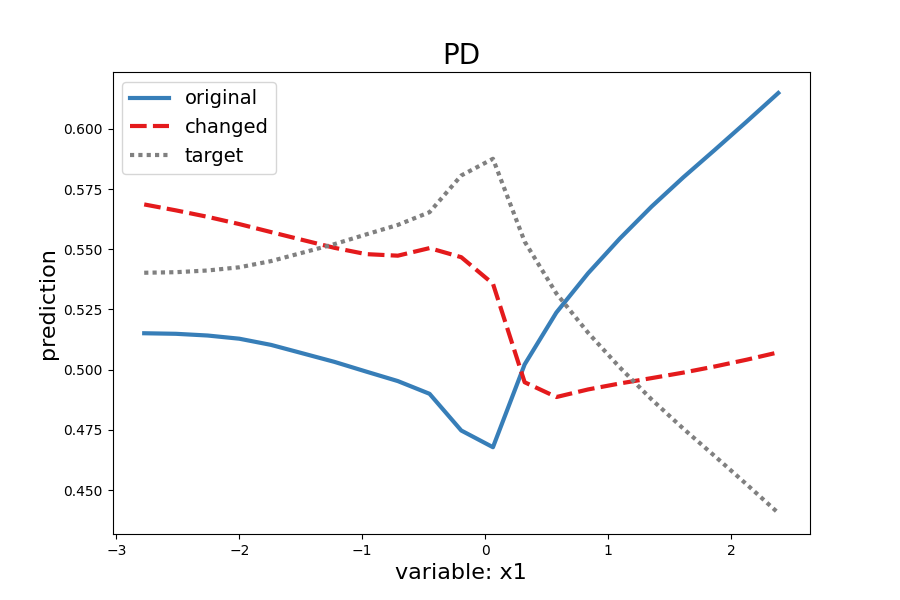 PD
original
changed
target
0.600
0.575
0.550
0.525
0.500
0.475
0.450
prediction
−3 −2 −1 0 1 2
variable: x1